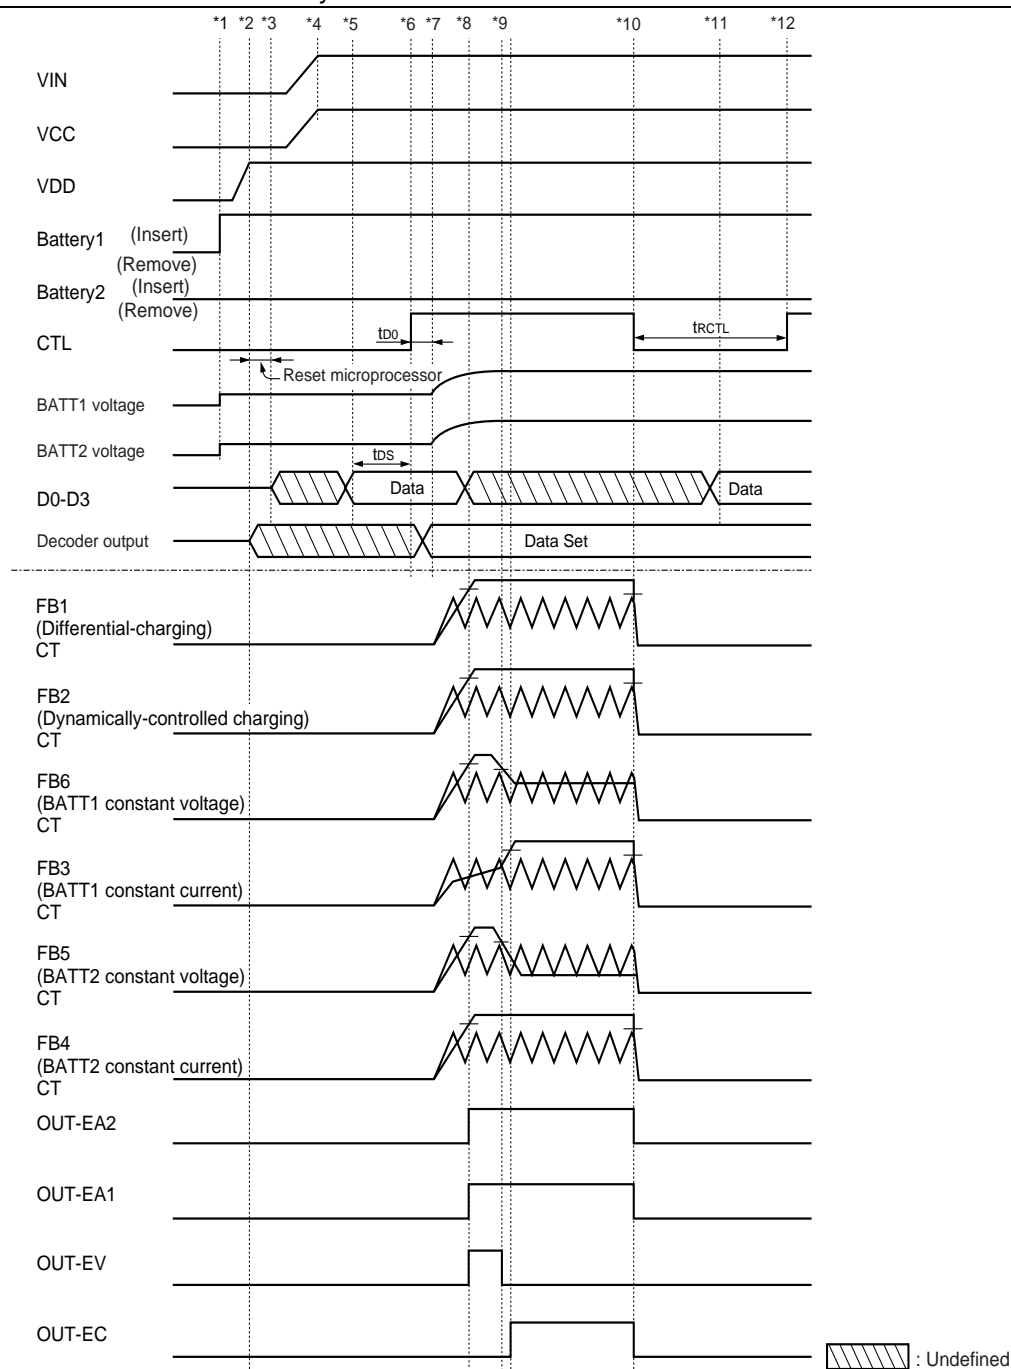 *1 *2 *3 *4 *5 *6 *7 *8 *9 *10 *11 *12
VIN
VCC
VDD
Battery1 (Insert)
(Remove)
Battery2 (Insert)
(Remove)
CTL
tD0
tRCTL
Reset microprocessor
BATT1 voltage
BATT2 voltage
tDS
D0-D3
Data
Data
Decoder output
Data Set
FB1
(Differential-charging)
CT
FB2
(Dynamically-controlled charging)
CT
FB6
(BATT1 constant voltage)
CT
FB3
(BATT1 constant current)
CT
FB5
(BATT2 constant voltage)
CT
FB4
(BATT2 constant current)
CT
OUT-EA2
OUT-EA1
OUT-EV
OUT-EC
: Undefined